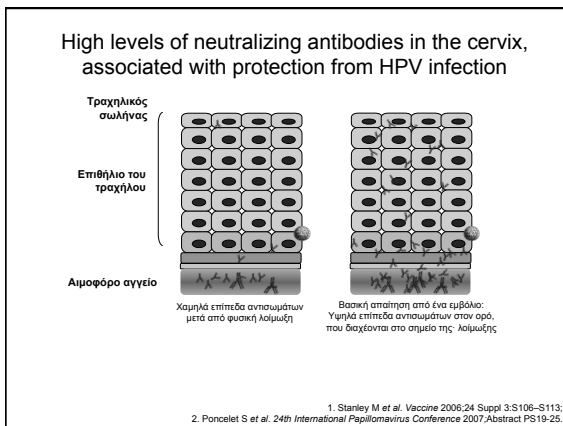 High levels of neutralizing antibodies in the cervix,
associated with protection from HPV infection
Τραχηλικός
σωλήνας
Επιθήλιο του
τραχήλου
Αιμοφόρο αγγείο
Χαμηλά επίπεδα αντισωμάτων
μετά από φυσική λοίμωξη
Βασική απαίτηση από ένα εμβόλιο:
Υψηλά επίπεδα αντισωμάτων στον ορό,
που διαχέονται στο σημείο της· λοίμωξης
1. Stanley M et al. Vaccine 2006;24 Suppl 3:S106–S113;
2. Poncelet S et al. 24th International Papillomavirus Conference 2007;Abstract PS19-25.